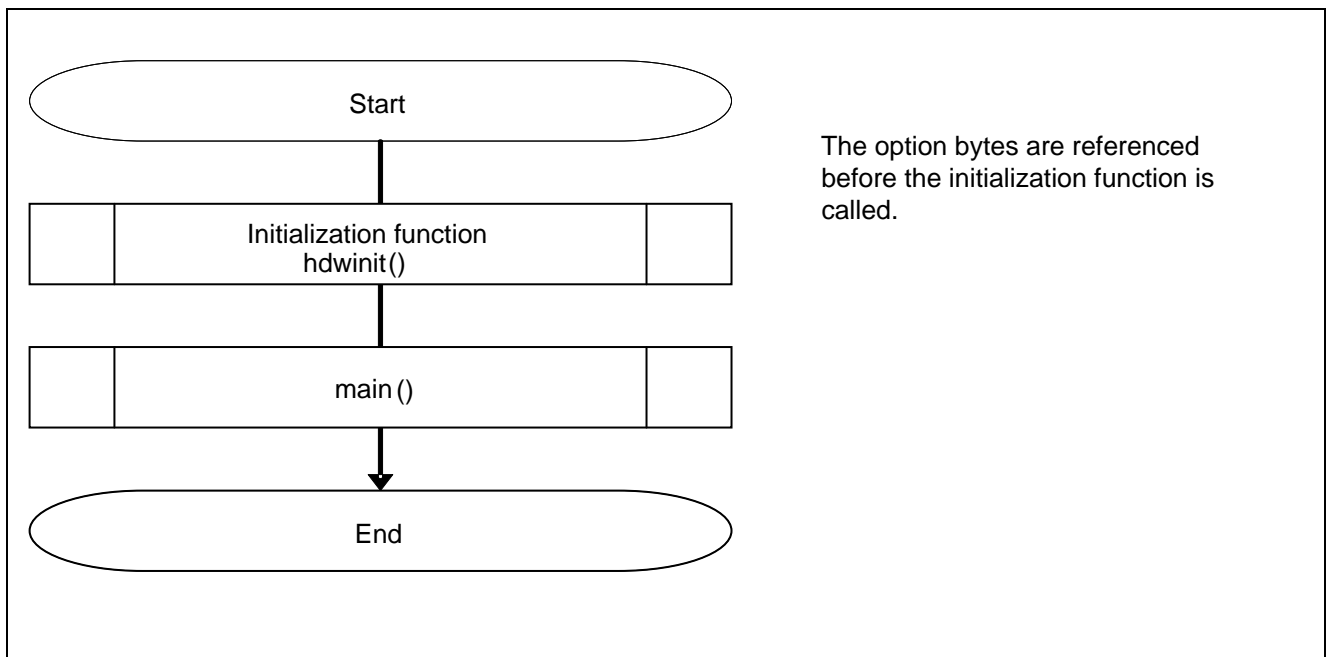 Start
The option bytes are referenced
before the initialization function is
called.
Initialization function
hdwinit()
main()
End